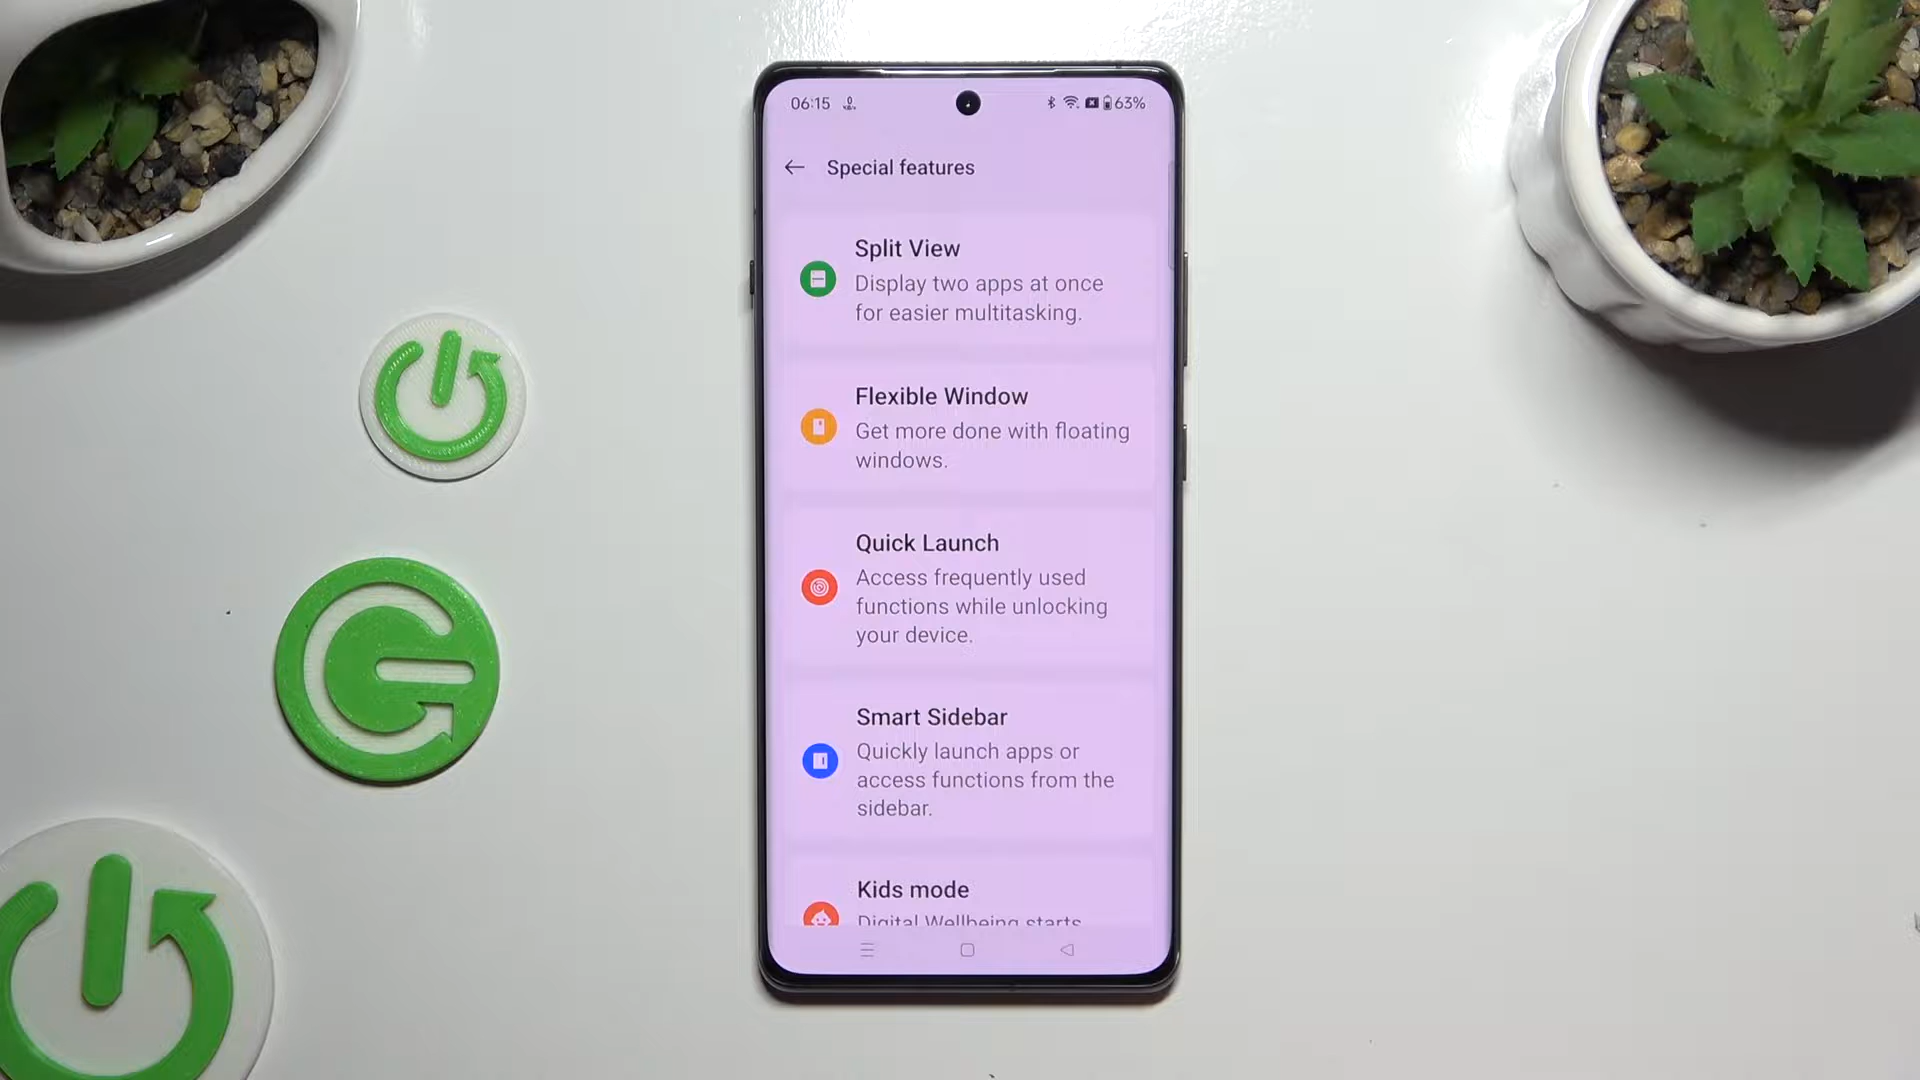 06:15
63%
Special features
Split View
Display two apps at once
for easier multitasking.
Flexible Window
Get more done with floating
windows.
Quick Launch
Access frequently used
functions while unlocking
your device.
Smart Sidebar
Quickly launch apps or
access functions from the
sidebar.
Kids mode
Digital Wellbeing starts